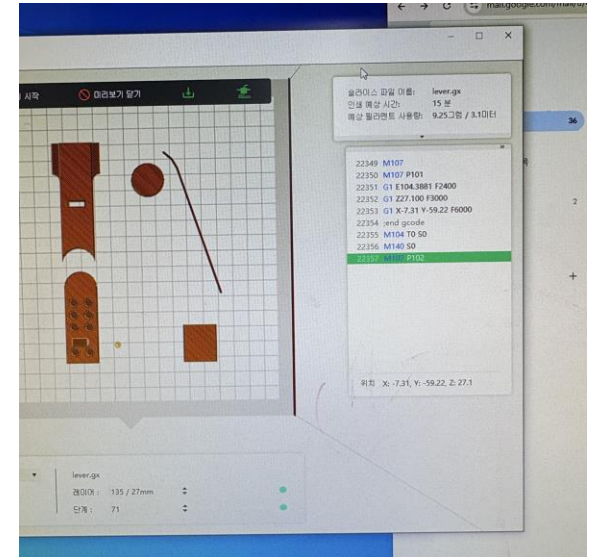 mail.google.com/mail/u/
시작
미리보기 닫기
슬라이스 파일 이름: lever.gx
인쇄 예상 시간: 15 분
예상 필라멘트 사용량: 9.25그램 / 3.1미터
36
22349 M107
22350 M107 P101
22351 G1 E104.3881 F2400
22352 G1 Z27.100 F3000
22353 G1 X-7.31 Y-59.22 F6000
22354 ;end gcode
22355 M104 T0 S0
22356 M140 S0
22357 P102
2
위치 X: -7.31, Y: -59.22, Z: 27.1
lever.gx
레이어 : 135 / 27mm
단계 : 71